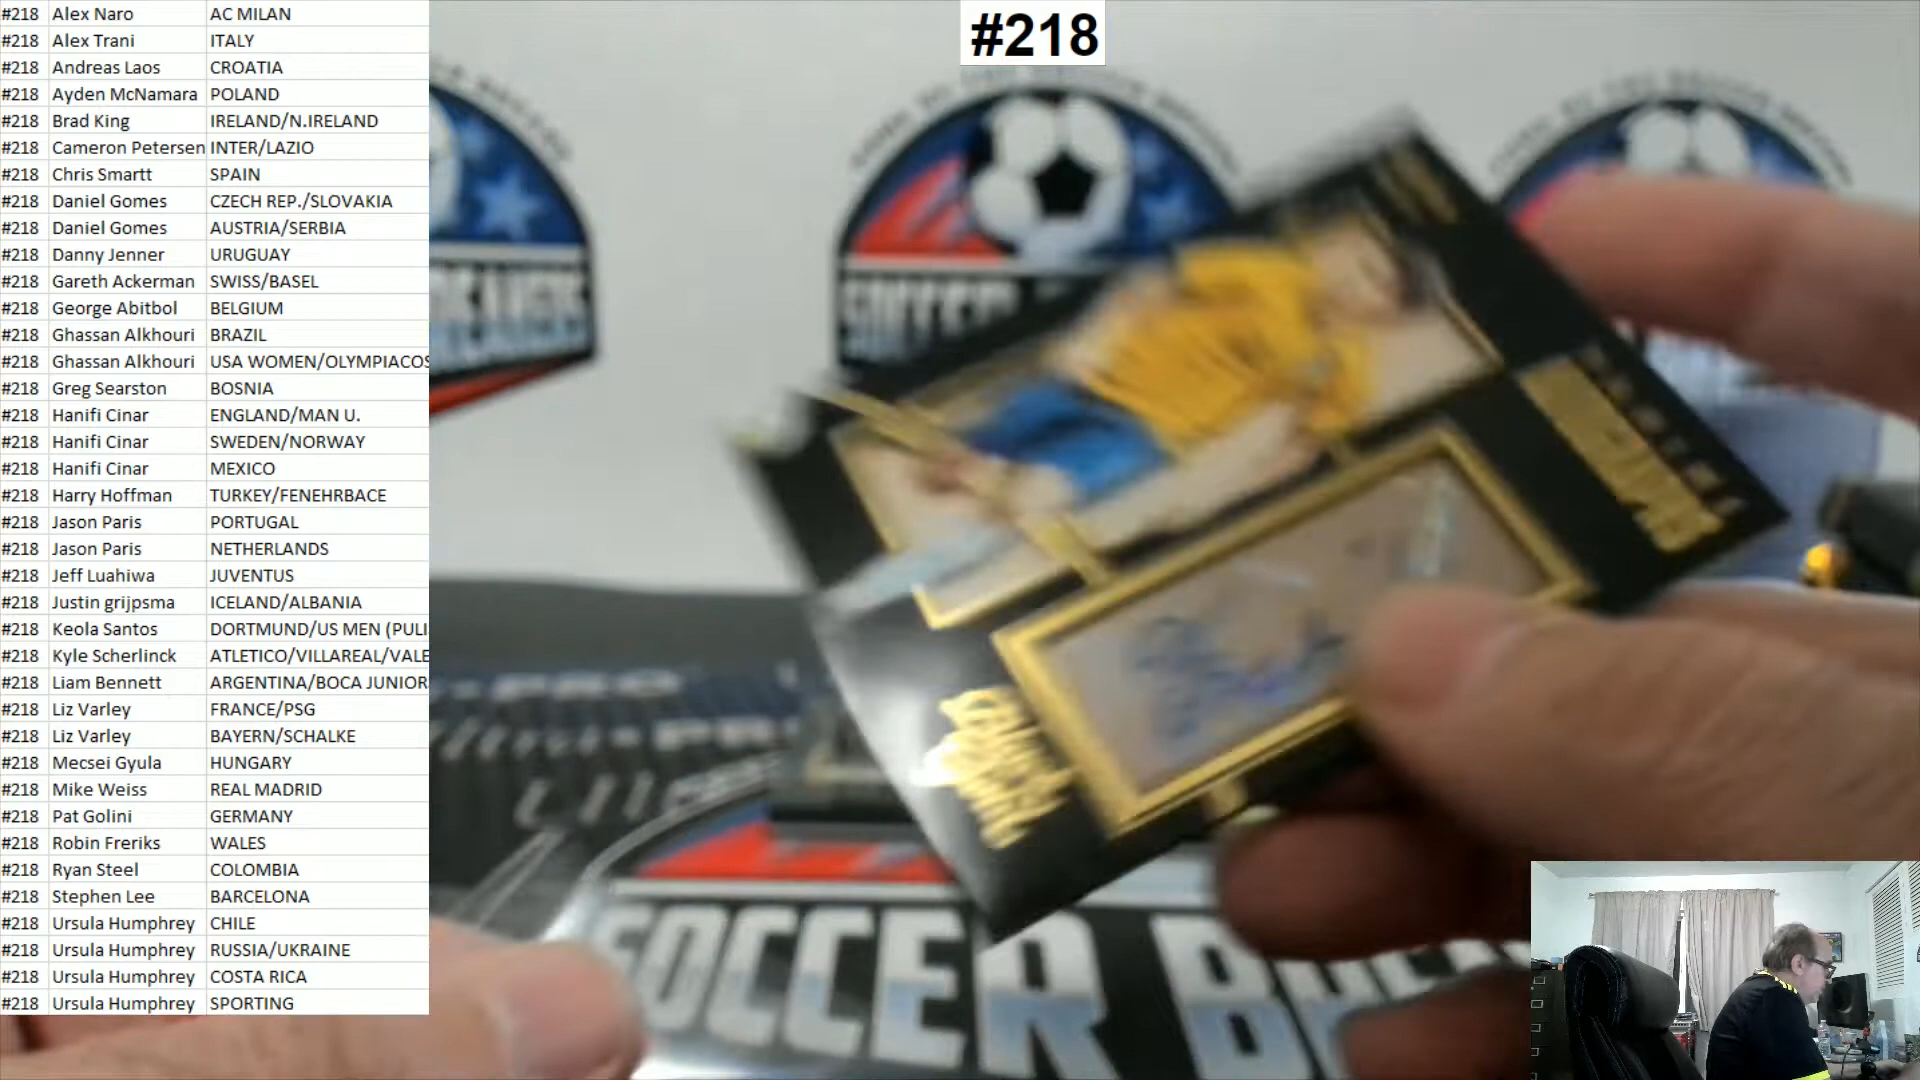 #218 Alex Naro AC MILAN
#218 Alex Trani ITALY
#218 Andreas Laos CROATIA
#218 Ayden McNamara POLAND
#218 Brad King IRELAND/N.IRELAND
#218 Cameron Petersen INTER/LAZIO
#218 Chris Smartt SPAIN
#218 Daniel Gomes CZECH REP./SLOVAKIA
#218 Daniel Gomes AUSTRIA/SERBIA
#218 Danny Jenner URUGUAY
#218 Gareth Ackerman SWISS/BASEL
#218 George Abitbol BELGIUM
#218 Ghassan Alkhouri BRAZIL
#218 Ghassan Alkhouri USA WOMEN/OLYMPIACOS
#218 Greg Searston BOSNIA
#218 Hanifi Cinar ENGLAND/MAN U.
#218 Hanifi Cinar SWEDEN/NORWAY
#218 Hanifi Cinar MEXICO
#218 Harry Hoffman TURKEY/FENEHRBACE
#218 Jason Paris PORTUGAL
#218 Jason Paris NETHERLANDS
#218 Jeff Luahiwa JUVENTUS
#218 Justin grijpsma ICELAND/ALBANIA
#218 Keola Santos DORTMUND/US MEN (PULI
#218 Kyle Scherlinck ATLETICO/VILLAREAL/VALE
#218 Liam Bennett ARGENTINA/BOCA JUNIOR
#218 Liz Varley FRANCE/PSG
#218 Liz Varley BAYERN/SCHALKE
#218 Mecsei Gyula HUNGARY
#218 Mike Weiss REAL MADRID
#218 Pat Golini GERMANY
#218 Robin Freriks WALES
#218 Ryan Steel COLOMBIA
#218 Stephen Lee BARCELONA
#218 Ursula Humphrey CHILE
#218 Ursula Humphrey RUSSIA/UKRAINE
#218 Ursula Humphrey COSTA RICA
#218 Ursula Humphrey SPORTING
#218
SOCCER
SOCCER